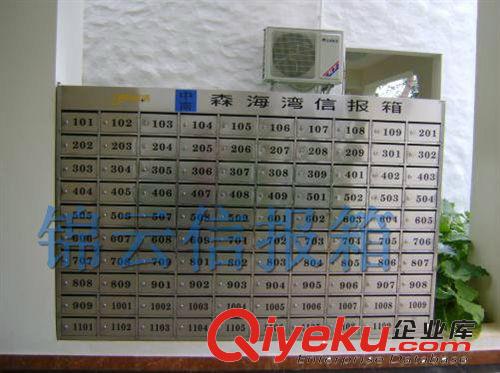 中南 森海湾信报箱
101 102 103 104 105 106 107 108 109 201
202 203 204 205 206 207 208 209 301 302
303 304 305 306 307 308 309 401 402 403
404 405 406 407 408 409 501 502 503 504
505 506 507 508 509 601 602 603 604 605
606 607 608 609 701 702 703 704 705 706
707 708 709 801 802 803 804 805 806 807
808 809 901 902 903 904 905 906 907 908
909 1001 1002 1003 1004 1005 1006 1007 1008 1009
1101 1102 1103 1104 1105
锦云信报箱
Qiyeku.com 企业库
Enterprise Database